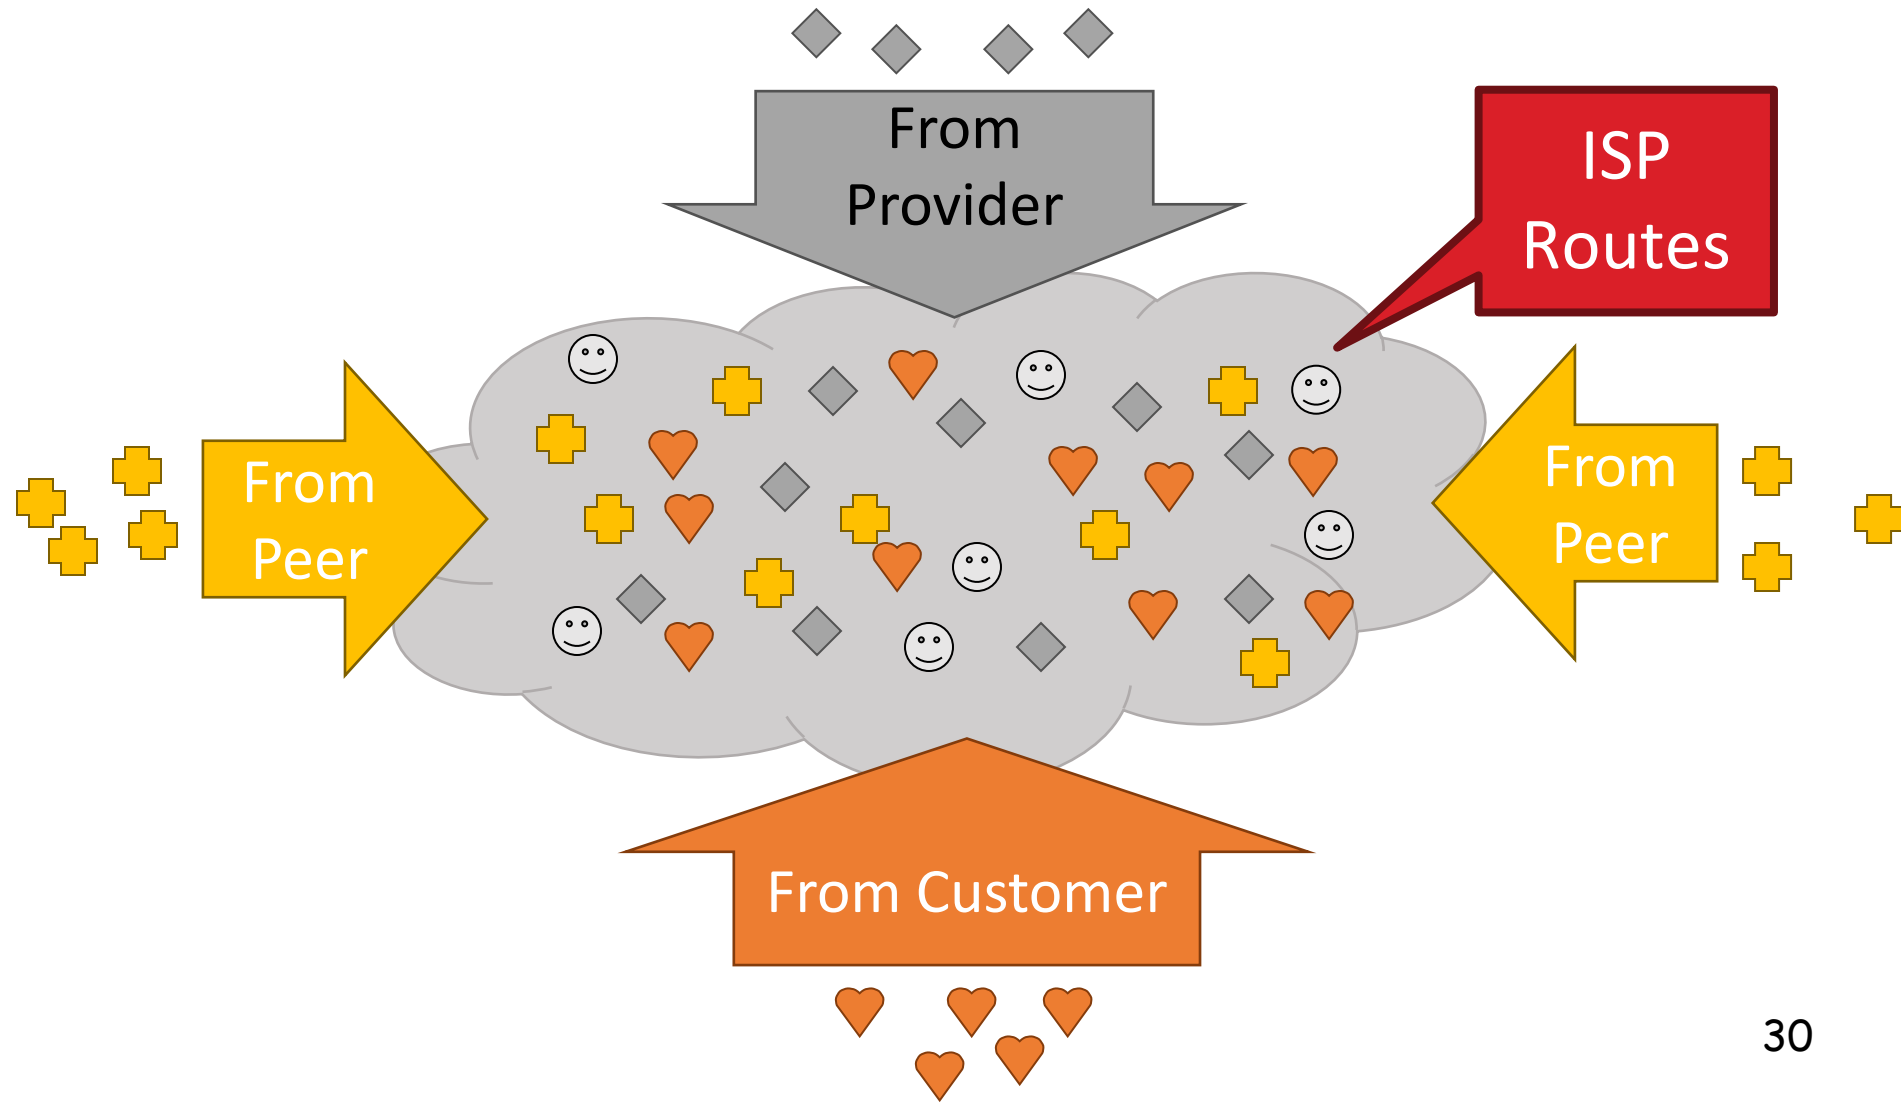 From
Provider
ISP
Routes
From
Peer
From
Peer
From Customer
30